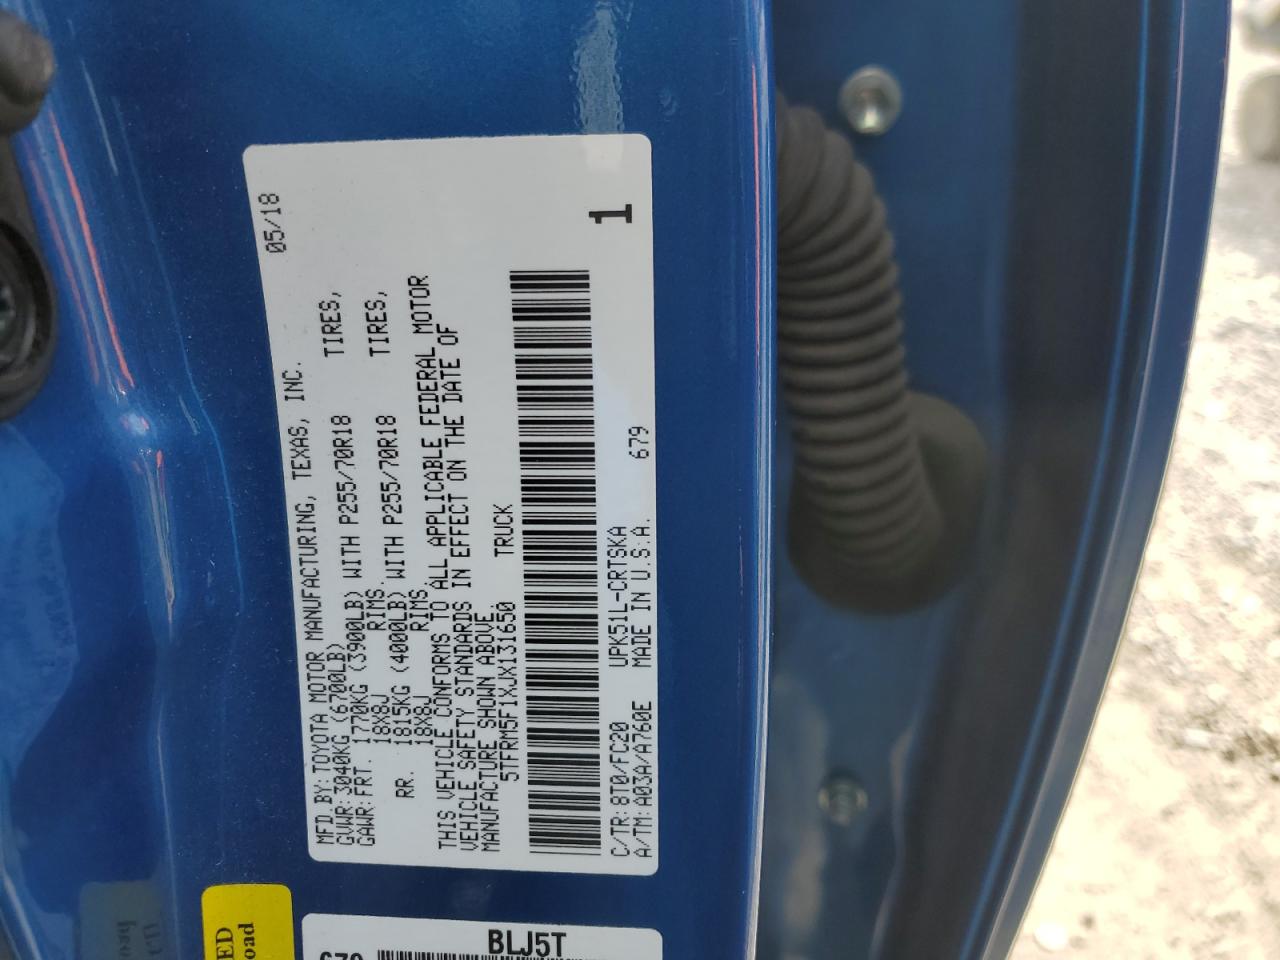 05/18
MFD.BY:TOYOTA MOTOR MANUFACTURING, TEXAS, INC.
GVWR:3040KG (6700LB)
GAWR:FRT. 1770KG (3900LB) WITH P255/70R18 TIRES,
18X8J RIMS.
RR. 1815KG (4000LB) WITH P255/70R18 TIRES,
18X8J RIMS.
THIS VEHICLE CONFORMS TO ALL APPLICABLE FEDERAL MOTOR
VEHICLE SAFETY STANDARDS IN EFFECT ON THE DATE OF
MANUFACTURE SHOWN ABOVE.
5TFRM5F1XJX131650 TRUCK
1
C/TR:8T0/FC20 UPK51L-CRTSKA
A/TM:A03A/A760E MADE IN U.S.A. 679
BLJ5T